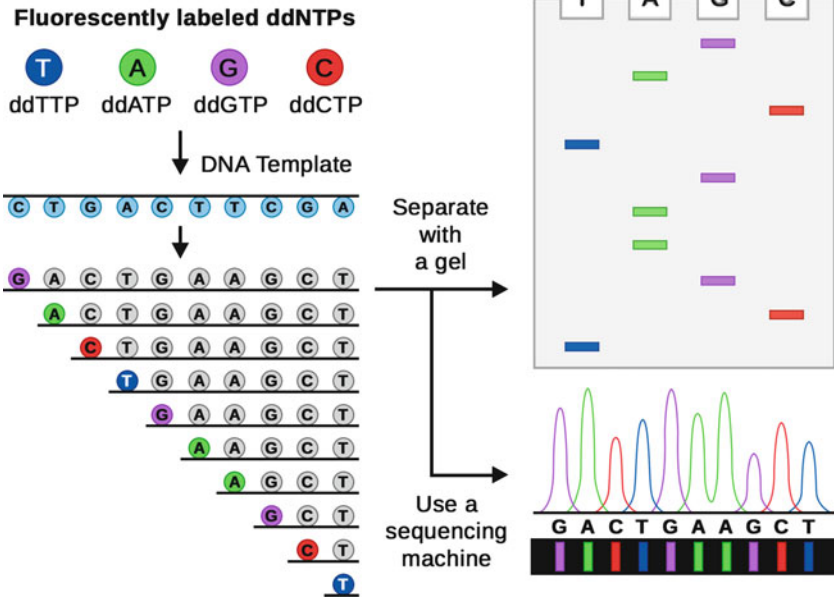 Fluorescently labeled ddNTPs
T A G C
ddTTP ddATP ddGTP ddCTP
DNA Template
C T G A C T T C G A
G A C T G A A G C T
A C T G A A G C T
C T G A A G C T
T G A A G C T
G A A G C T
A A G C T
A G C T
G C T
C T
T
Separate
with
a gel
Use a
sequencing
machine
T A G C
G A C T G A A G C T